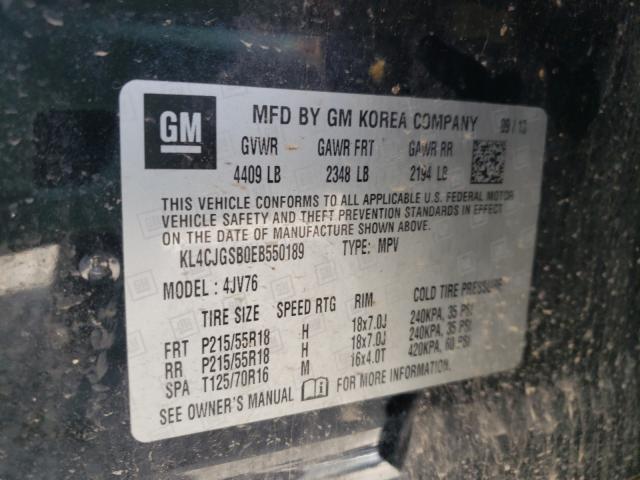 GM
MFD BY GM KOREA COMPANY 09 / 13
GVWR GAWR FRT GAWR RR
4409 LB 2348 LB 2194 LB
THIS VEHICLE CONFORMS TO ALL APPLICABLE U.S. FEDERAL MOTOR
VEHICLE SAFETY AND THEFT PREVENTION STANDARDS IN EFFECT
ON THE DATE OF MANUFACTURE SHOWN ABOVE.
KL4CJGSB0EB550189 TYPE: MPV
MODEL : 4JV76
TIRE SIZE SPEED RTG RIM COLD TIRE PRESSURE
FRT P215/55R18 H 18x7.0J 240KPA, 35 PSI
RR P215/55R18 H 18x7.0J 240KPA, 35 PSI
SPA T125/70R16 M 16x4.0T 420KPA, 60 PSI
SEE OWNER'S MANUAL FOR MORE INFORMATION.